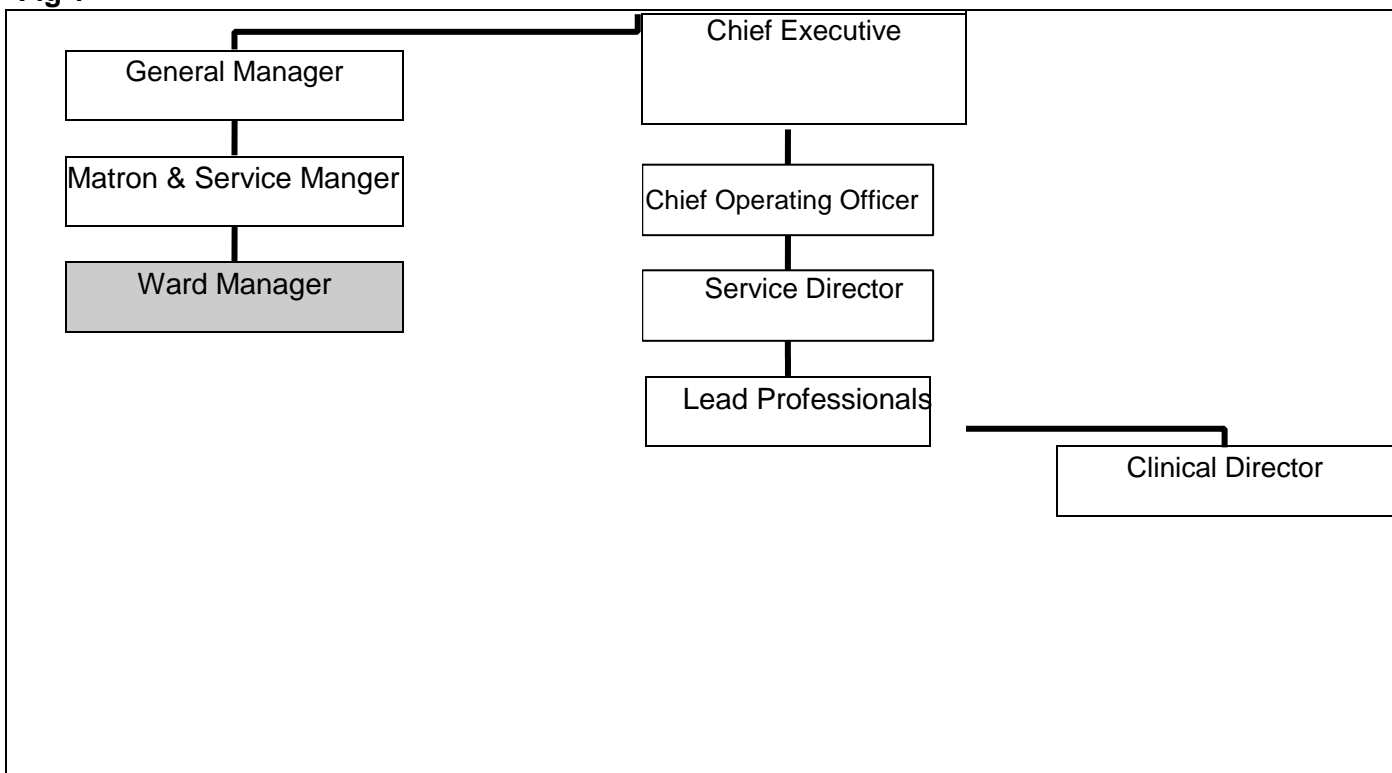 Chief Executive
General Manager
Matron & Service Manger
Chief Operating Officer
Ward Manager
Service Director
Lead Professionals
Clinical Director